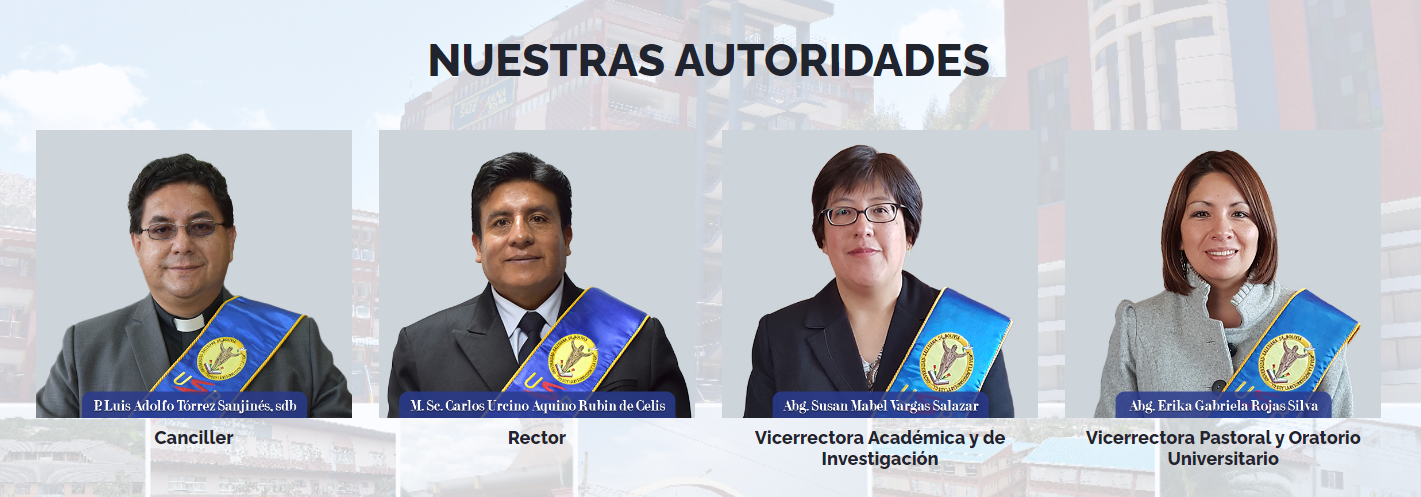 NUESTRAS AUTORIDADES
P. Luis Adolfo Tórrez Sanjinés, sdb
M. Sc. Carlos Urcino Aquino Rubin de Celis
Abg. Susan Mabel Vargas Salazar
Abg. Erika Gabriela Rojas Silva
Canciller
Rector
Vicerrectora Académica y de
Investigación
Vicerrectora Pastoral y Oratorio
Universitario